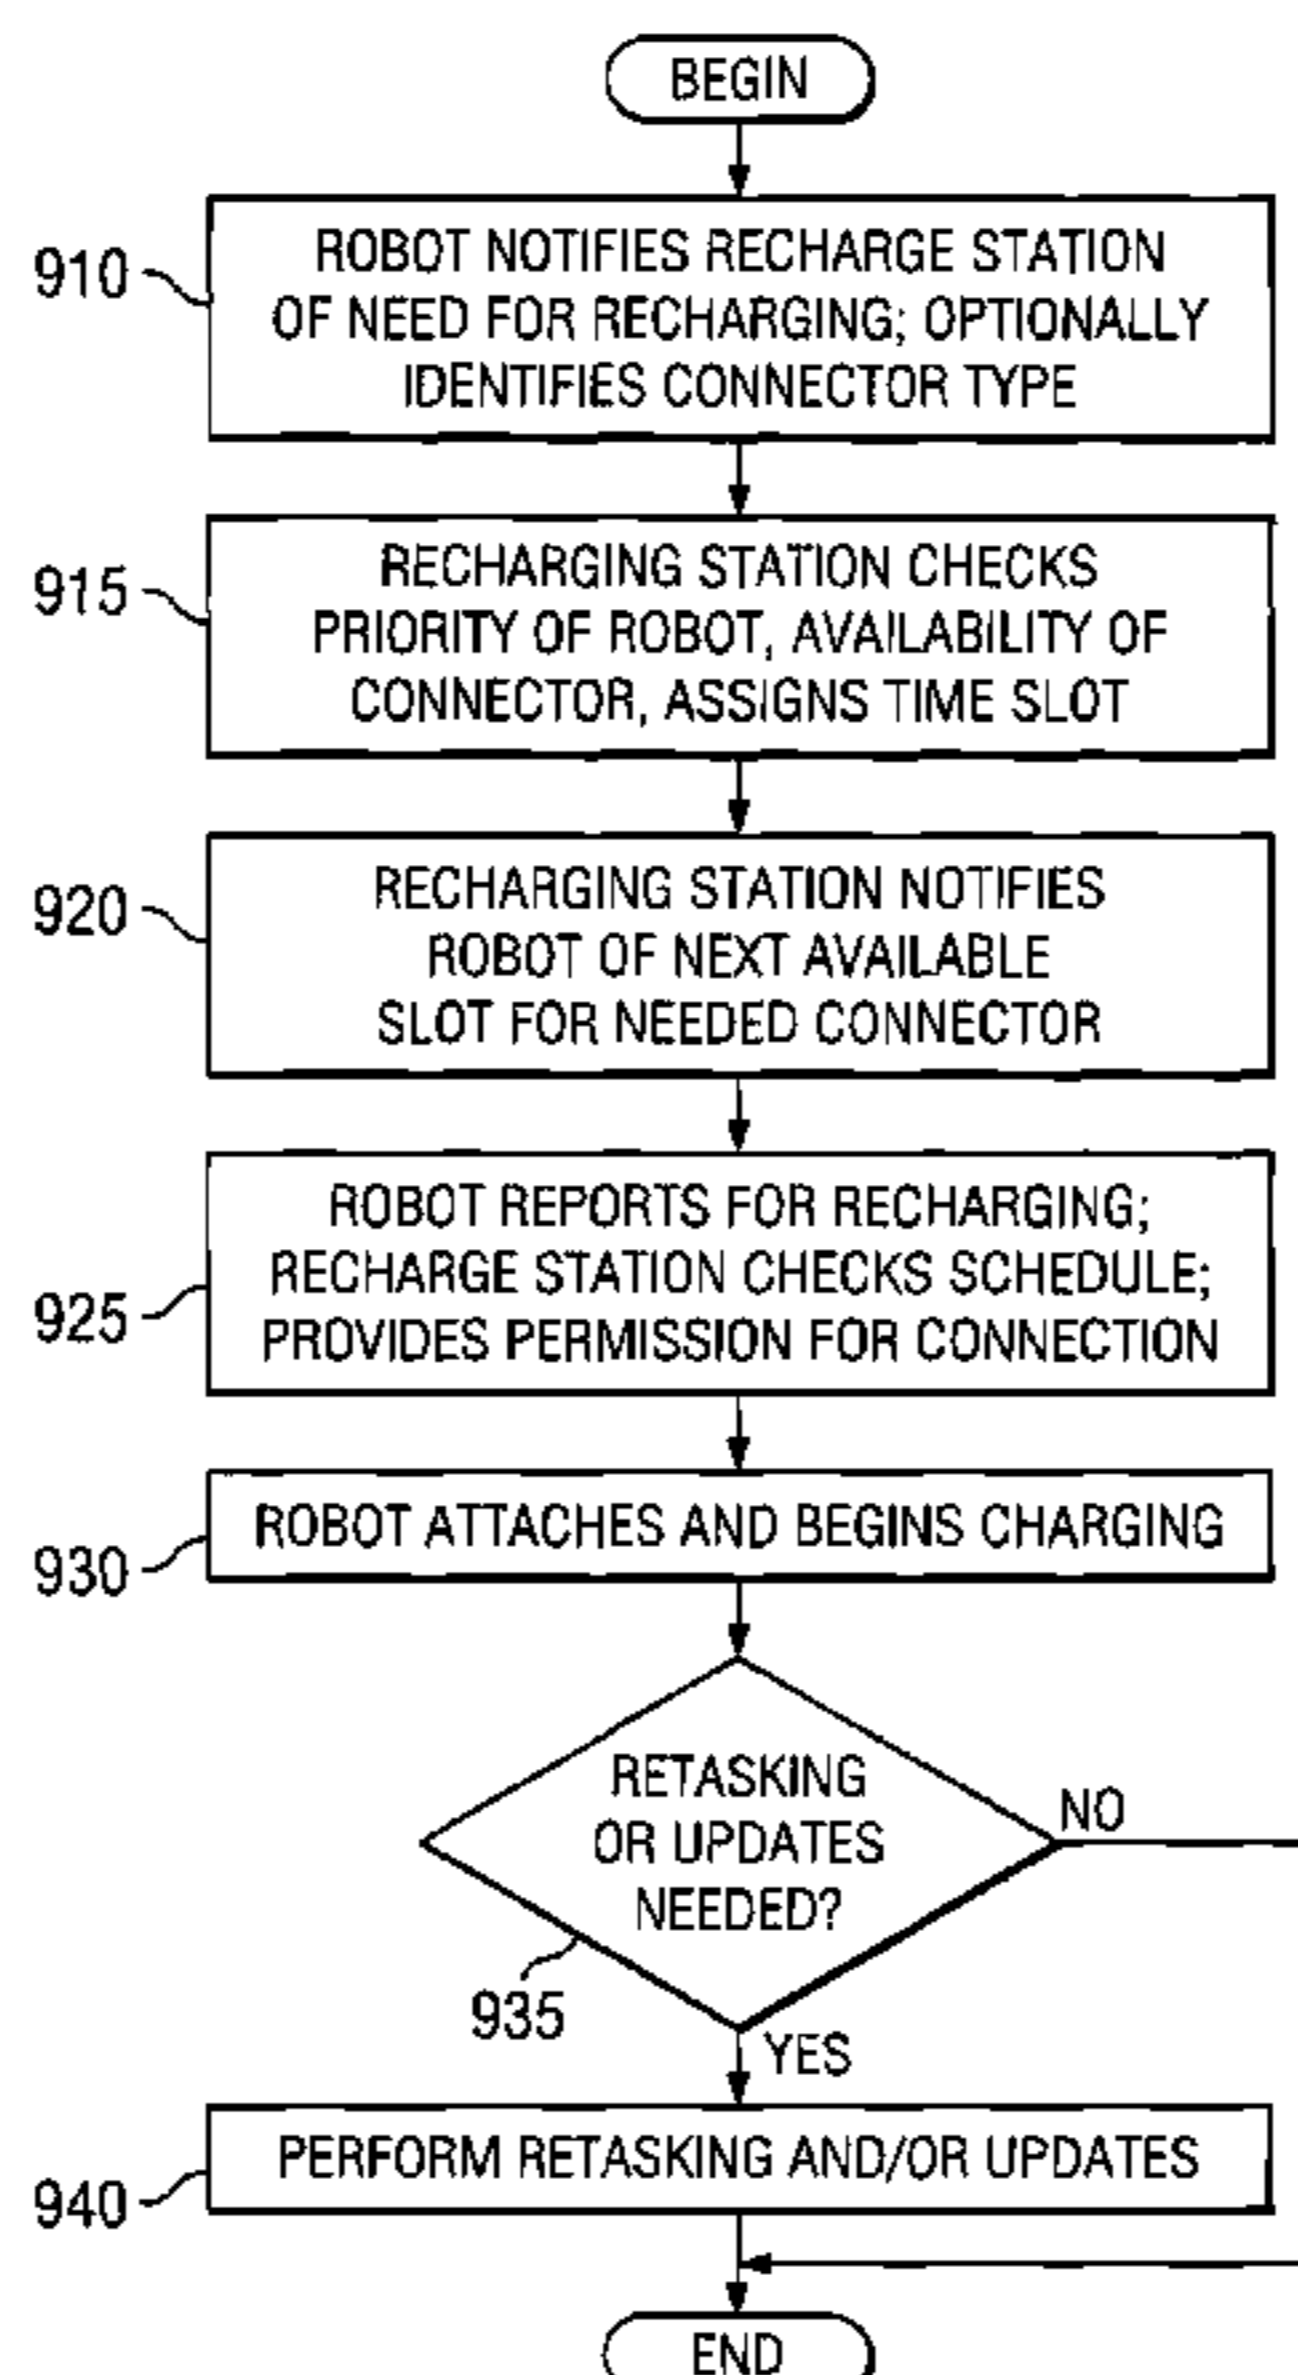 BEGIN
910
ROBOT NOTIFIES RECHARGE STATION
OF NEED FOR RECHARGING; OPTIONALLY
IDENTIFIES CONNECTOR TYPE
915
RECHARGING STATION CHECKS
PRIORITY OF ROBOT, AVAILABILITY OF
CONNECTOR, ASSIGNS TIME SLOT
920
RECHARGING STATION NOTIFIES
ROBOT OF NEXT AVAILABLE
SLOT FOR NEEDED CONNECTOR
925
ROBOT REPORTS FOR RECHARGING;
RECHARGE STATION CHECKS SCHEDULE;
PROVIDES PERMISSION FOR CONNECTION
930
ROBOT ATTACHES AND BEGINS CHARGING
RETASKING
OR UPDATES
NEEDED?
NO
935
YES
940
PERFORM RETASKING AND/OR UPDATES
END